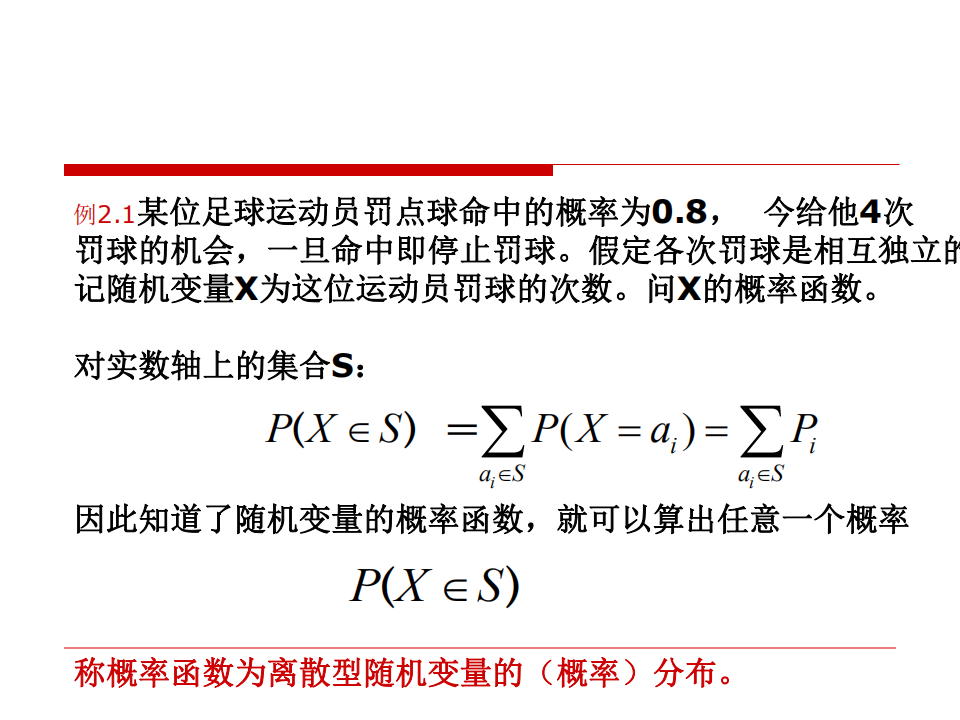 例2.1某位足球运动员罚点球命中的概率为0.8， 今给他4次
罚球的机会，一旦命中即停止罚球。假定各次罚球是相互独立的
记随机变量X为这位运动员罚球的次数。问X的概率函数。
对实数轴上的集合S：
P(X ∈ S) = ∑_{a_i∈S} P(X = a_i) = ∑_{a_i∈S} P_i
因此知道了随机变量的概率函数，就可以算出任意一个概率
P(X ∈ S)
称概率函数为离散型随机变量的（概率）分布。